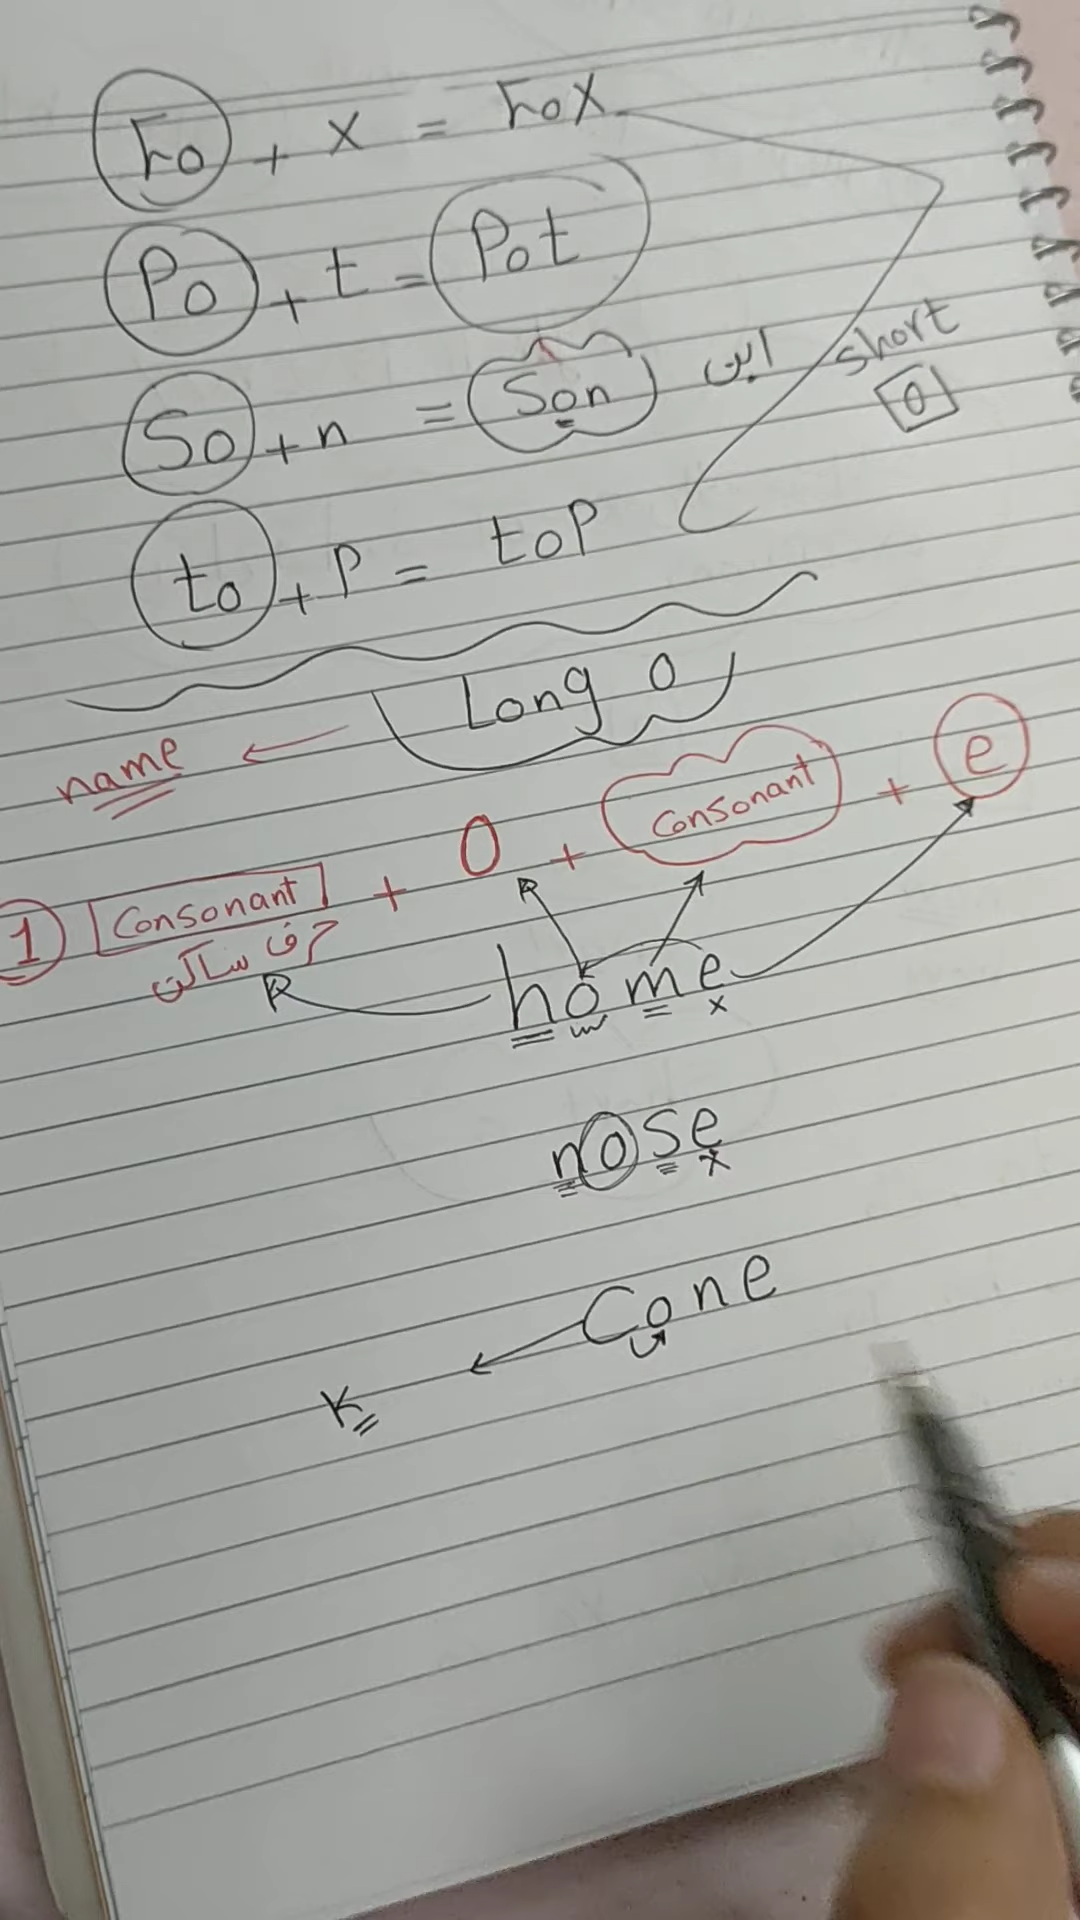 Fo + x = Fox
Po + t = Pot
So + n = Son ابن short o
to + P = toP
Long o
name
1 Consonant + O + Consonant + e
حرف ساكن
home
nose
Cone
K